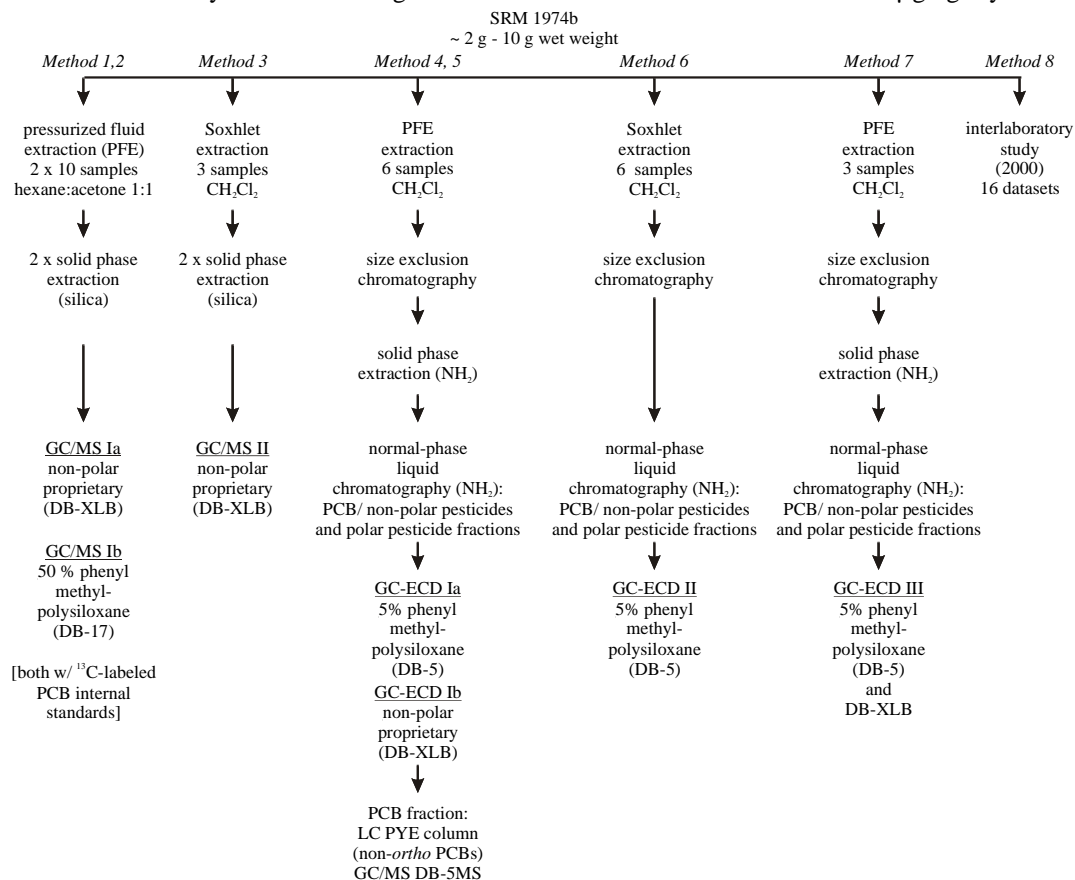 SRM 1974b
~ 2 g - 10 g wet weight
Method 1,2
pressurized fluid
extraction (PFE)
2 x 10 samples
hexane:acetone 1:1
2 x solid phase
extraction
(silica)
GC/MS Ia
non-polar
proprietary
(DB-XLB)
GC/MS Ib
50 % phenyl
methyl-
polysiloxane
(DB-17)
[both w/ ¹³C-labeled
PCB internal
standards]
Method 3
Soxhlet
extraction
3 samples
CH₂Cl₂
2 x solid phase
extraction
(silica)
GC/MS II
non-polar
proprietary
(DB-XLB)
Method 4, 5
PFE
extraction
6 samples
CH₂Cl₂
size exclusion
chromatography
solid phase
extraction (NH₂)
normal-phase
liquid
chromatography (NH₂):
PCB/ non-polar pesticides
and polar pesticide fractions
GC-ECD Ia
5% phenyl
methyl-
polysiloxane
(DB-5)
GC-ECD Ib
non-polar
proprietary
(DB-XLB)
PCB fraction:
LC PYE column
(non-ortho PCBs)
GC/MS DB-5MS
Method 6
Soxhlet
extraction
6 samples
CH₂Cl₂
size exclusion
chromatography
normal-phase
liquid
chromatography (NH₂):
PCB/ non-polar pesticides
and polar pesticide fractions
GC-ECD II
5% phenyl
methyl-
polysiloxane
(DB-5)
Method 7
PFE
extraction
3 samples
CH₂Cl₂
size exclusion
chromatography
solid phase
extraction (NH₂)
normal-phase
liquid
chromatography (NH₂):
PCB/ non-polar pesticides
and polar pesticide fractions
GC-ECD III
5% phenyl
methyl-
polysiloxane
(DB-5)
and
DB-XLB
Method 8
interlaboratory
study
(2000)
16 datasets